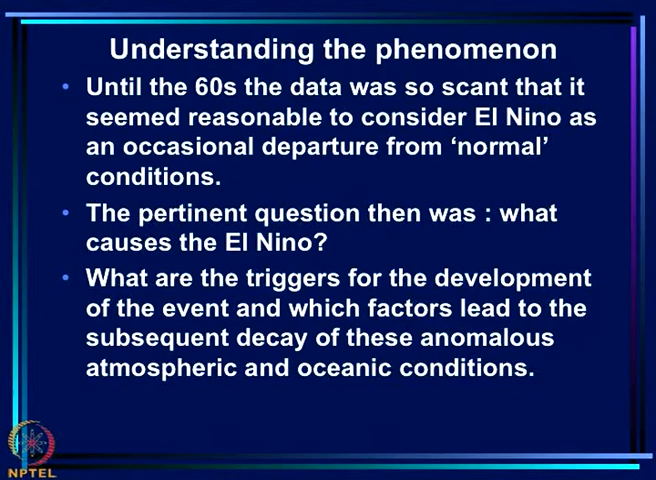 Understanding the phenomenon
• Until the 60s the data was so scant that it
seemed reasonable to consider El Nino as
an occasional departure from ‘normal’
conditions.
• The pertinent question then was : what
causes the El Nino?
• What are the triggers for the development
of the event and which factors lead to the
subsequent decay of these anomalous
atmospheric and oceanic conditions.
NPTEL